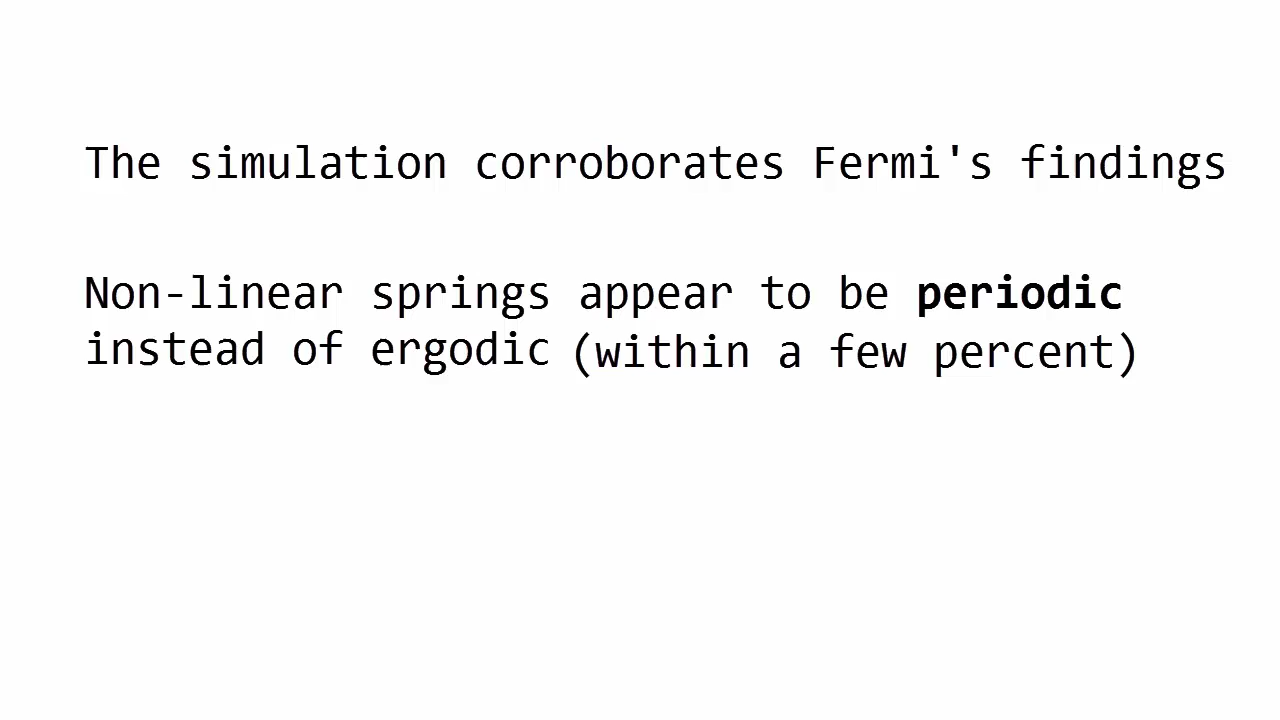 The simulation corroborates Fermi's findings
Non-linear springs appear to be periodic
instead of ergodic (within a few percent)